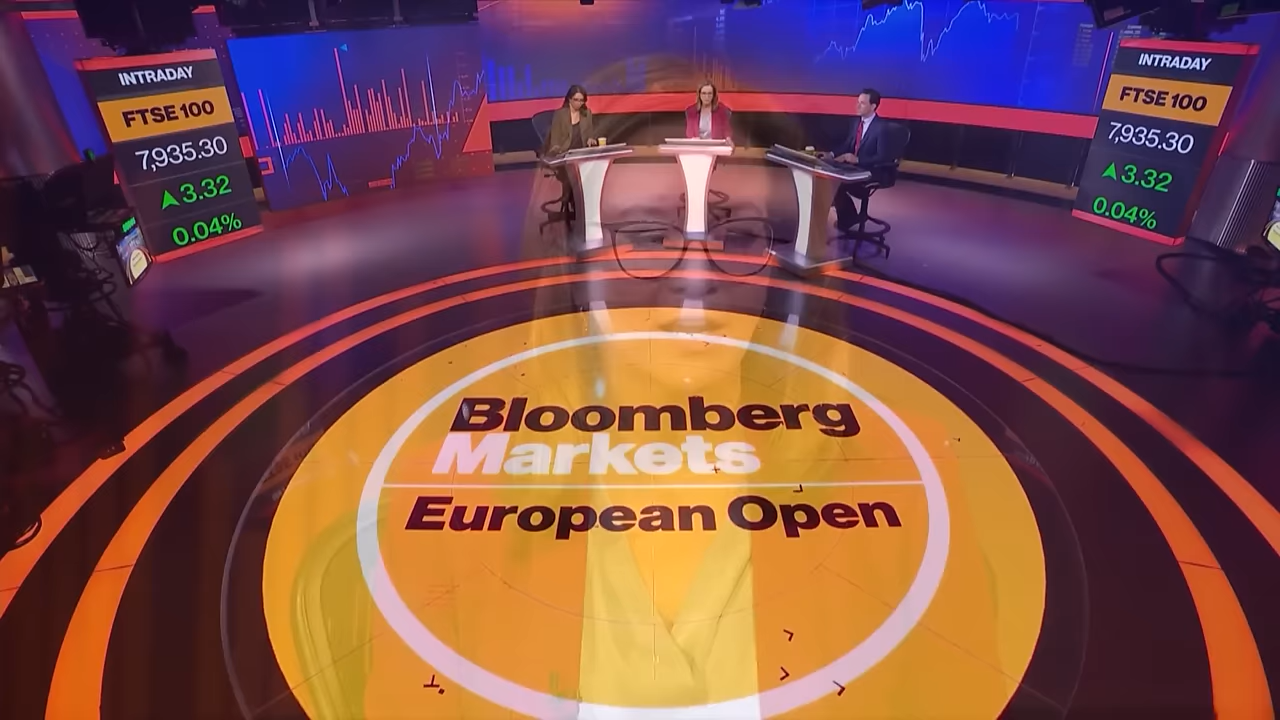 INTRADAY
FTSE 100
7,935.30
▲3.32
0.04%
INTRADAY
FTSE 100
7,935.30
▲3.32
0.04%
Bloomberg
Markets
European Open